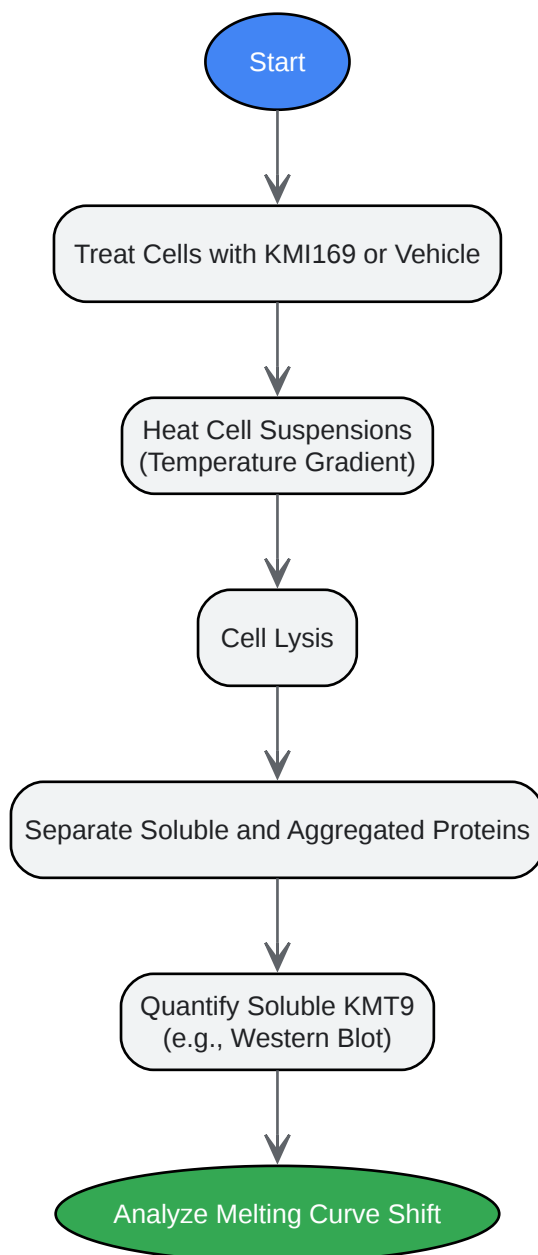 Start
Treat Cells with KMI169 or Vehicle
Heat Cell Suspensions
(Temperature Gradient)
Cell Lysis
Separate Soluble and Aggregated Proteins
Quantify Soluble KMT9
(e.g., Western Blot)
Analyze Melting Curve Shift